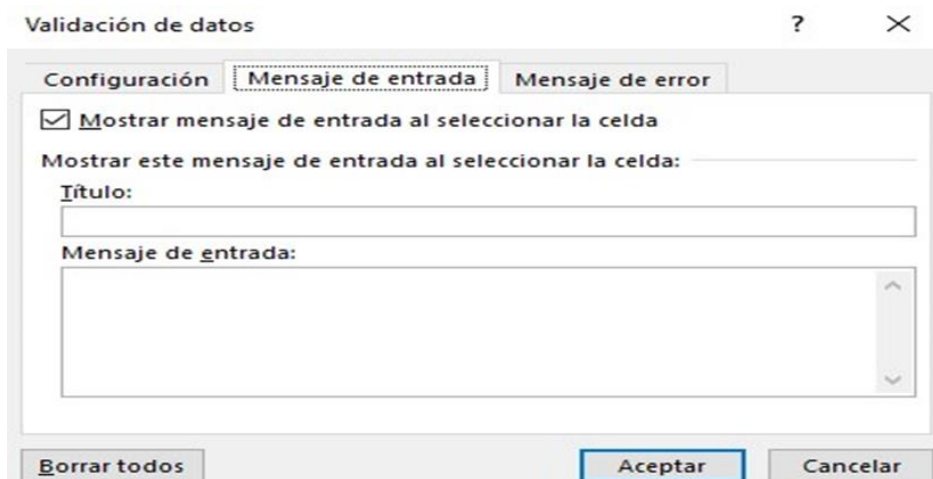 Validación de datos ?
Configuración Mensaje de entrada Mensaje de error
Mostrar mensaje de entrada al seleccionar la celda
Mostrar este mensaje de entrada al seleccionar la celda:
Título:
Mensaje de entrada:
Borrar todos Aceptar Cancelar